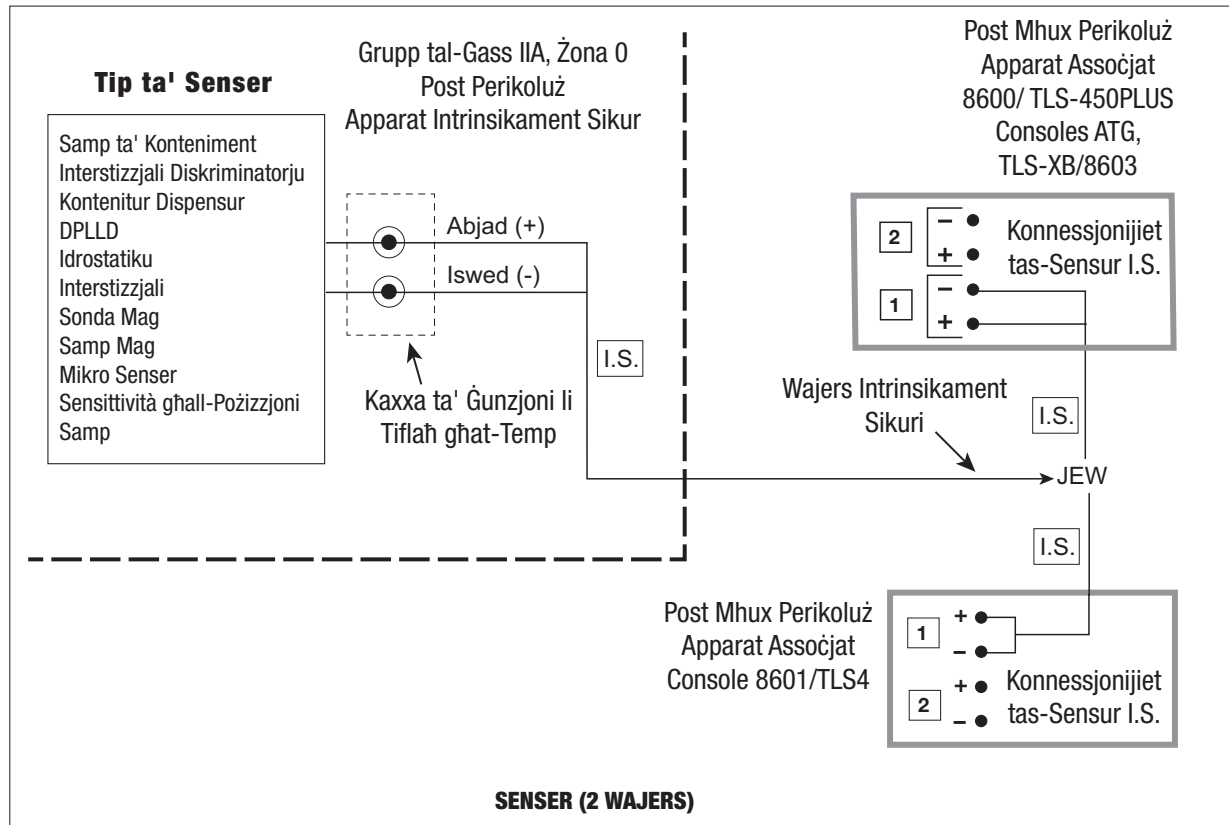 Tip ta' Senser
Samp ta' Konteniment
Interstizzjali Diskriminatorju
Kontenitur Dispensur
DPLLD
Idrostatiku
Interstizzjali
Sonda Mag
Samp Mag
Mikro Senser
Sensittività għall-Pożizzjoni
Samp
Grupp tal-Gass IIA, Żona 0
Post Perikoluż
Apparat Intrinsikament Sikur
Abjad (+)
Iswed (-)
Kaxxa ta' Ġunzjoni li
Tiflaħ għat-Temp
I.S.
Wajers Intrinsikament
Sikuri
Post Mhux Perikoluż
Apparat Assoċjat
8600/ TLS-450PLUS
Consoles ATG,
TLS-XB/8603
2
–
+
1
–
+
Konnessjonijiet
tas-Sensur I.S.
I.S.
JEW
I.S.
Post Mhux Perikoluż
Apparat Assoċjat
Console 8601/TLS4
1
+
–
2
+
–
Konnessjonijiet
tas-Sensur I.S.
SENSER (2 WAJERS)